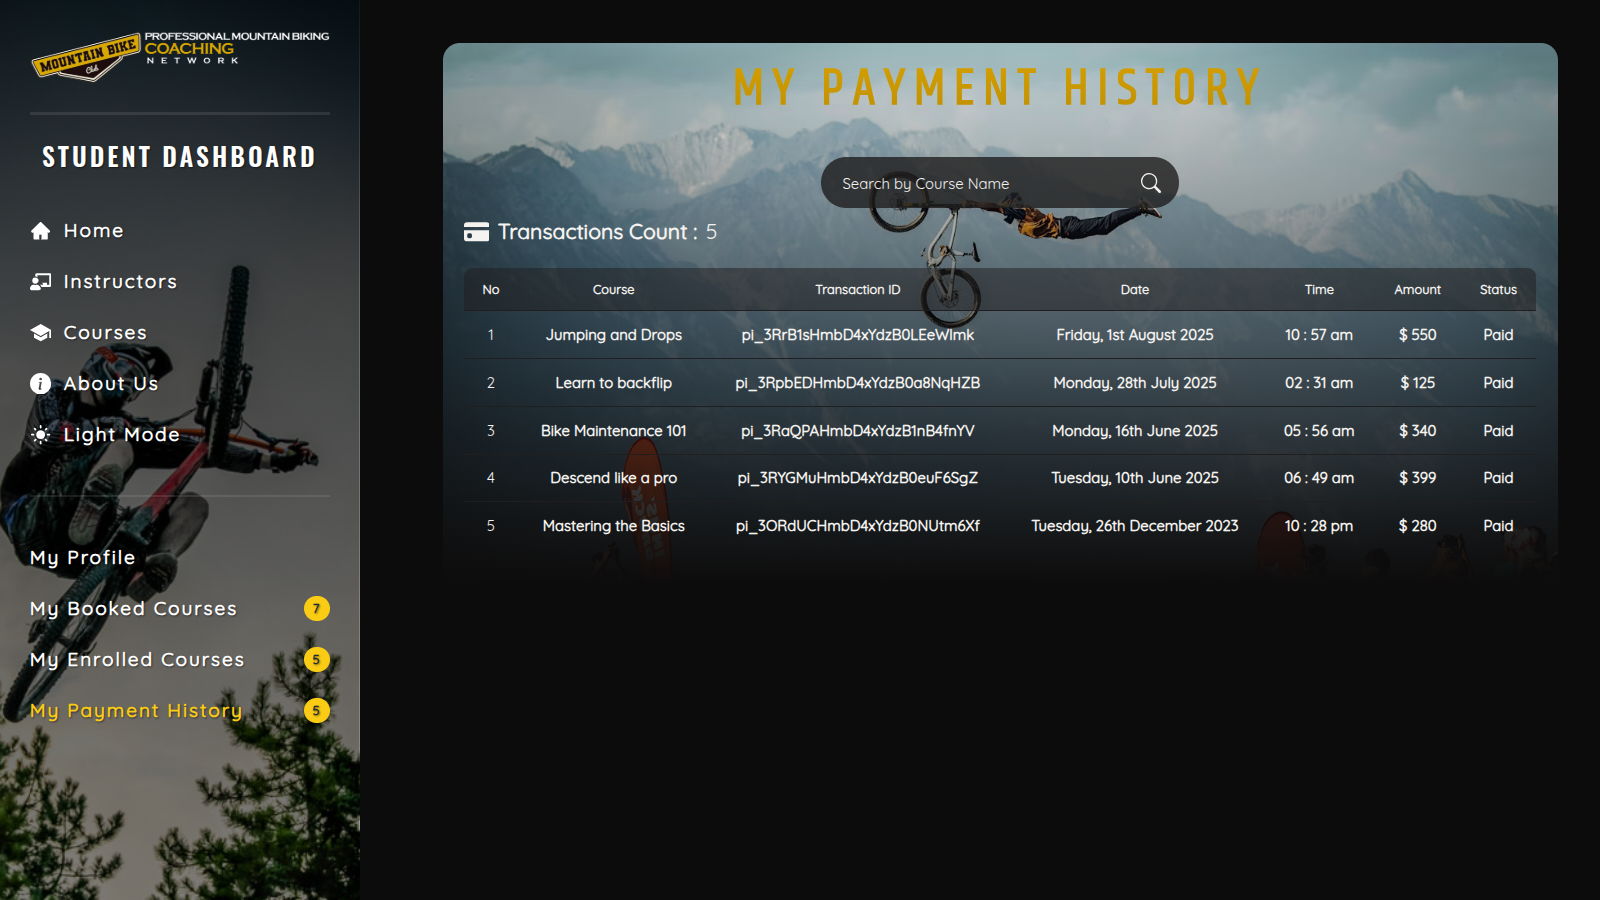 MOUNTAIN BIKE
Club
PROFESSIONAL MOUNTAIN BIKING
COACHING
NETWORK
STUDENT DASHBOARD
Home
Instructors
Courses
About Us
Light Mode
My Profile
My Booked Courses 7
My Enrolled Courses 5
My Payment History 5
MY PAYMENT HISTORY
Search by Course Name
Transactions Count : 5
No Course Transaction ID Date Time Amount Status
1 Jumping and Drops pi_3RrB1sHmbD4xYdzB0LEeWlmk Friday, 1st August 2025 10 : 57 am $ 550 Paid
2 Learn to backflip pi_3RpbEDHmbD4xYdzB0a8NqHZB Monday, 28th July 2025 02 : 31 am $ 125 Paid
3 Bike Maintenance 101 pi_3RaQPAHmbD4xYdzB1nB4fnYV Monday, 16th June 2025 05 : 56 am $ 340 Paid
4 Descend like a pro pi_3RYGMuHmbD4xYdzB0euF6SgZ Tuesday, 10th June 2025 06 : 49 am $ 399 Paid
5 Mastering the Basics pi_3ORdUCHmbD4xYdzB0NUtm6Xf Tuesday, 26th December 2023 10 : 28 pm $ 280 Paid